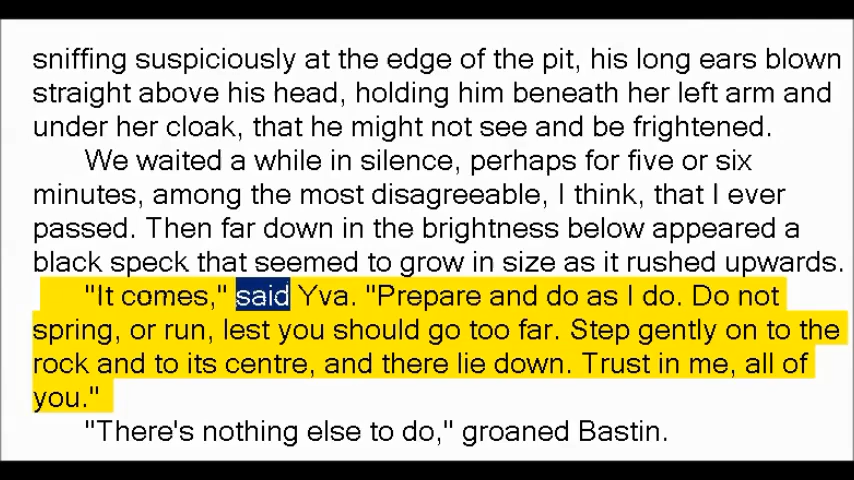 sniffing suspiciously at the edge of the pit, his long ears blown
straight above his head, holding him beneath her left arm and
under her cloak, that he might not see and be frightened.
We waited a while in silence, perhaps for five or six
minutes, among the most disagreeable, I think, that I ever
passed. Then far down in the brightness below appeared a
black speck that seemed to grow in size as it rushed upwards.
"It comes," said Yva. "Prepare and do as I do. Do not
spring, or run, lest you should go too far. Step gently on to the
rock and to its centre, and there lie down. Trust in me, all of
you."
"There's nothing else to do," groaned Bastin.